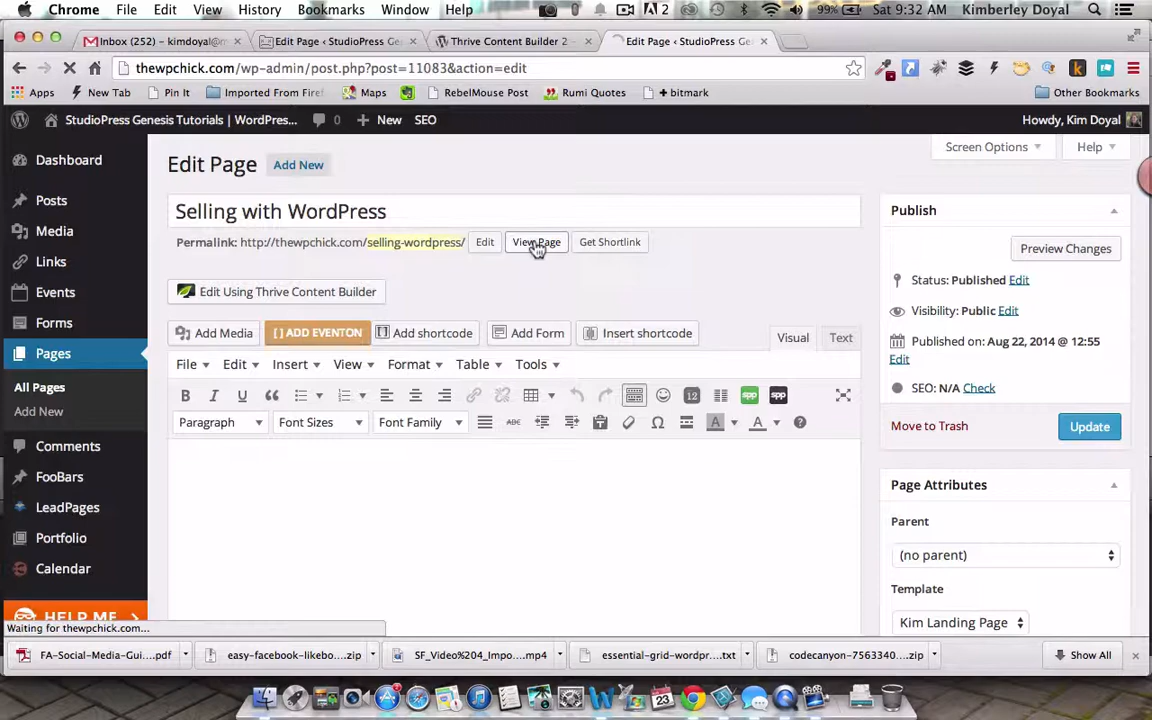 Chrome File Edit View History Bookmarks Window Help 2 99% Sat 9:32 AM Kimberley Doyal
Inbox (252) – kimdoyal@ Edit Page ‹ StudioPress Ge Thrive Content Builder 2 – Edit Page ‹ StudioPress Ge
thewpchick.com/wp-admin/post.php?post=11083&action=edit
Apps New Tab Pin It Imported From Firef Maps RebelMouse Post Rumi Quotes + bitmark Other Bookmarks
StudioPress Genesis Tutorials | WordPres... 0 New SEO Howdy, Kim Doyal
Dashboard
Posts
Media
Links
Events
Forms
Pages
All Pages
Add New
Comments
FooBars
LeadPages
Portfolio
Calendar
HELP ME
Screen Options Help
Edit Page Add New
Selling with WordPress
Permalink: http://thewpchick.com/selling-wordpress/ Edit View Page Get Shortlink
Edit Using Thrive Content Builder
Add Media [ ] ADD EVENTON Add shortcode Add Form Insert shortcode Visual Text
File Edit Insert View Format Table Tools
B I U 12 spp spp
Paragraph Font Sizes Font Family ABC A A
Publish
Preview Changes
Status: Published Edit
Visibility: Public Edit
Published on: Aug 22, 2014 @ 12:55
Edit
SEO: N/A Check
Move to Trash Update
Page Attributes
Parent
(no parent)
Template
Kim Landing Page
Waiting for thewpchick.com...
FA-Social-Media-Gui....pdf easy-facebook-likebo....zip SF_Video%204_Impo....mp4 essential-grid-wordpr....txt codecanyon-7563340....zip Show All
23